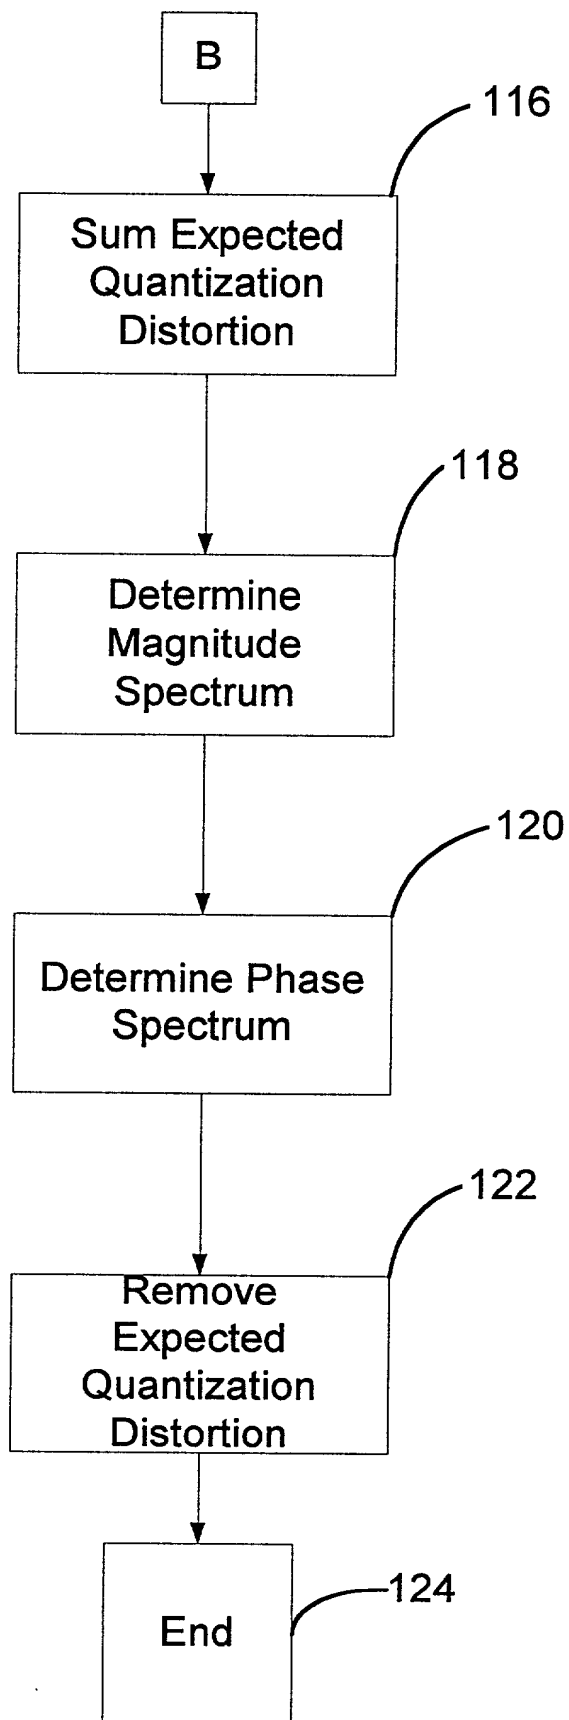 B
116
Sum Expected
Quantization
Distortion
118
Determine
Magnitude
Spectrum
120
Determine Phase
Spectrum
122
Remove
Expected
Quantization
Distortion
124
End